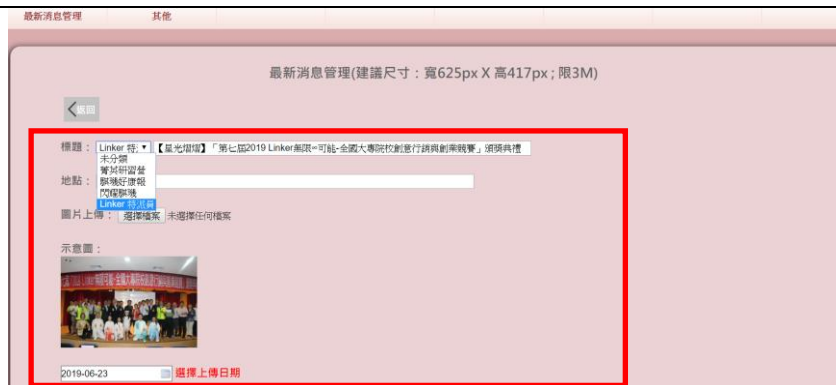 最新消息管理 其他
最新消息管理(建議尺寸：寬625px X 高417px ; 限3M)
返回
標題： Linker 特 【星光熠熠】「第七屆2019 Linker無限∞可能-全國大專院校創意行銷與創業競賽」頒獎典禮
未分類
菁英研習營
地點： 騏璣好康報
閃耀騏璣
Linker 特派員
圖片上傳： 選擇檔案 未選擇任何檔案
示意圖：
2019-06-23 選擇上傳日期